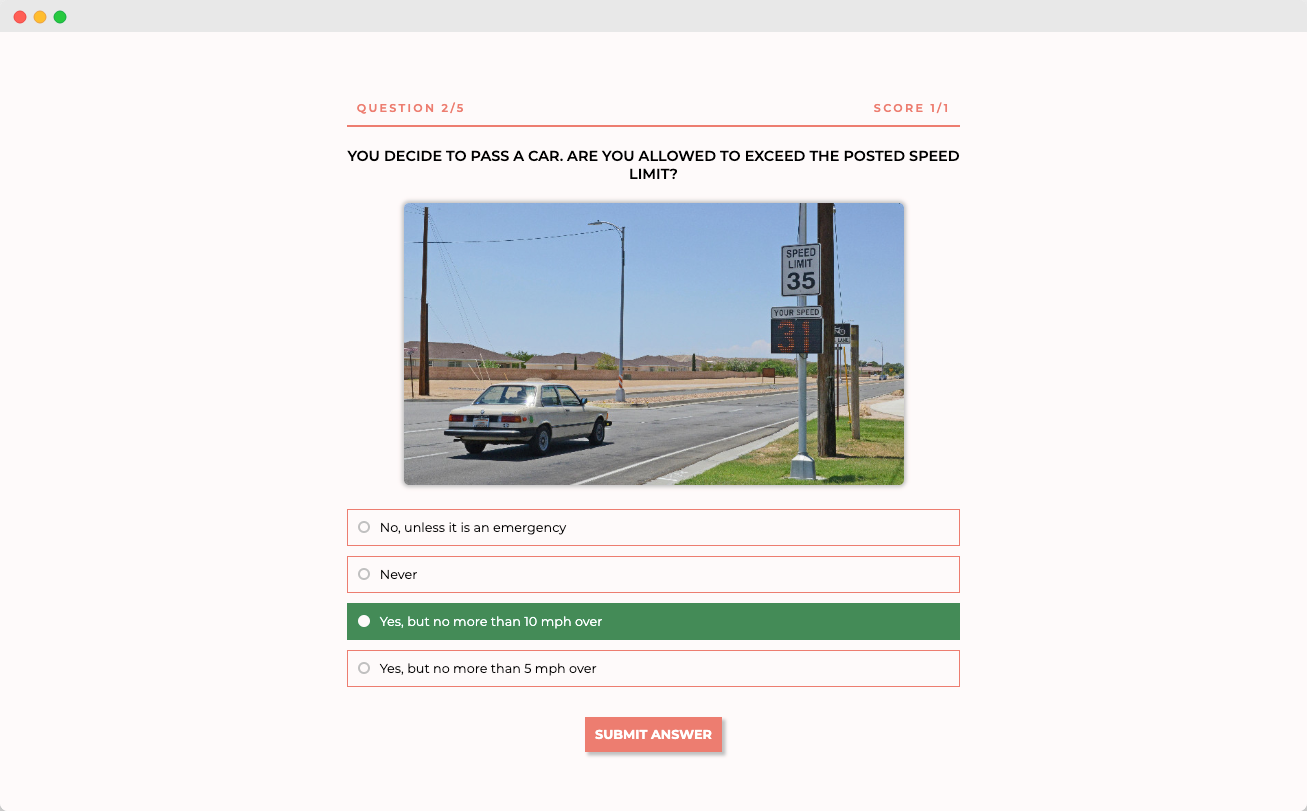 QUESTION 2/5
SCORE 1/1
YOU DECIDE TO PASS A CAR. ARE YOU ALLOWED TO EXCEED THE POSTED SPEED
LIMIT?
SPEED
LIMIT
35
YOUR SPEED
31
LANE
No, unless it is an emergency
Never
Yes, but no more than 10 mph over
Yes, but no more than 5 mph over
SUBMIT ANSWER